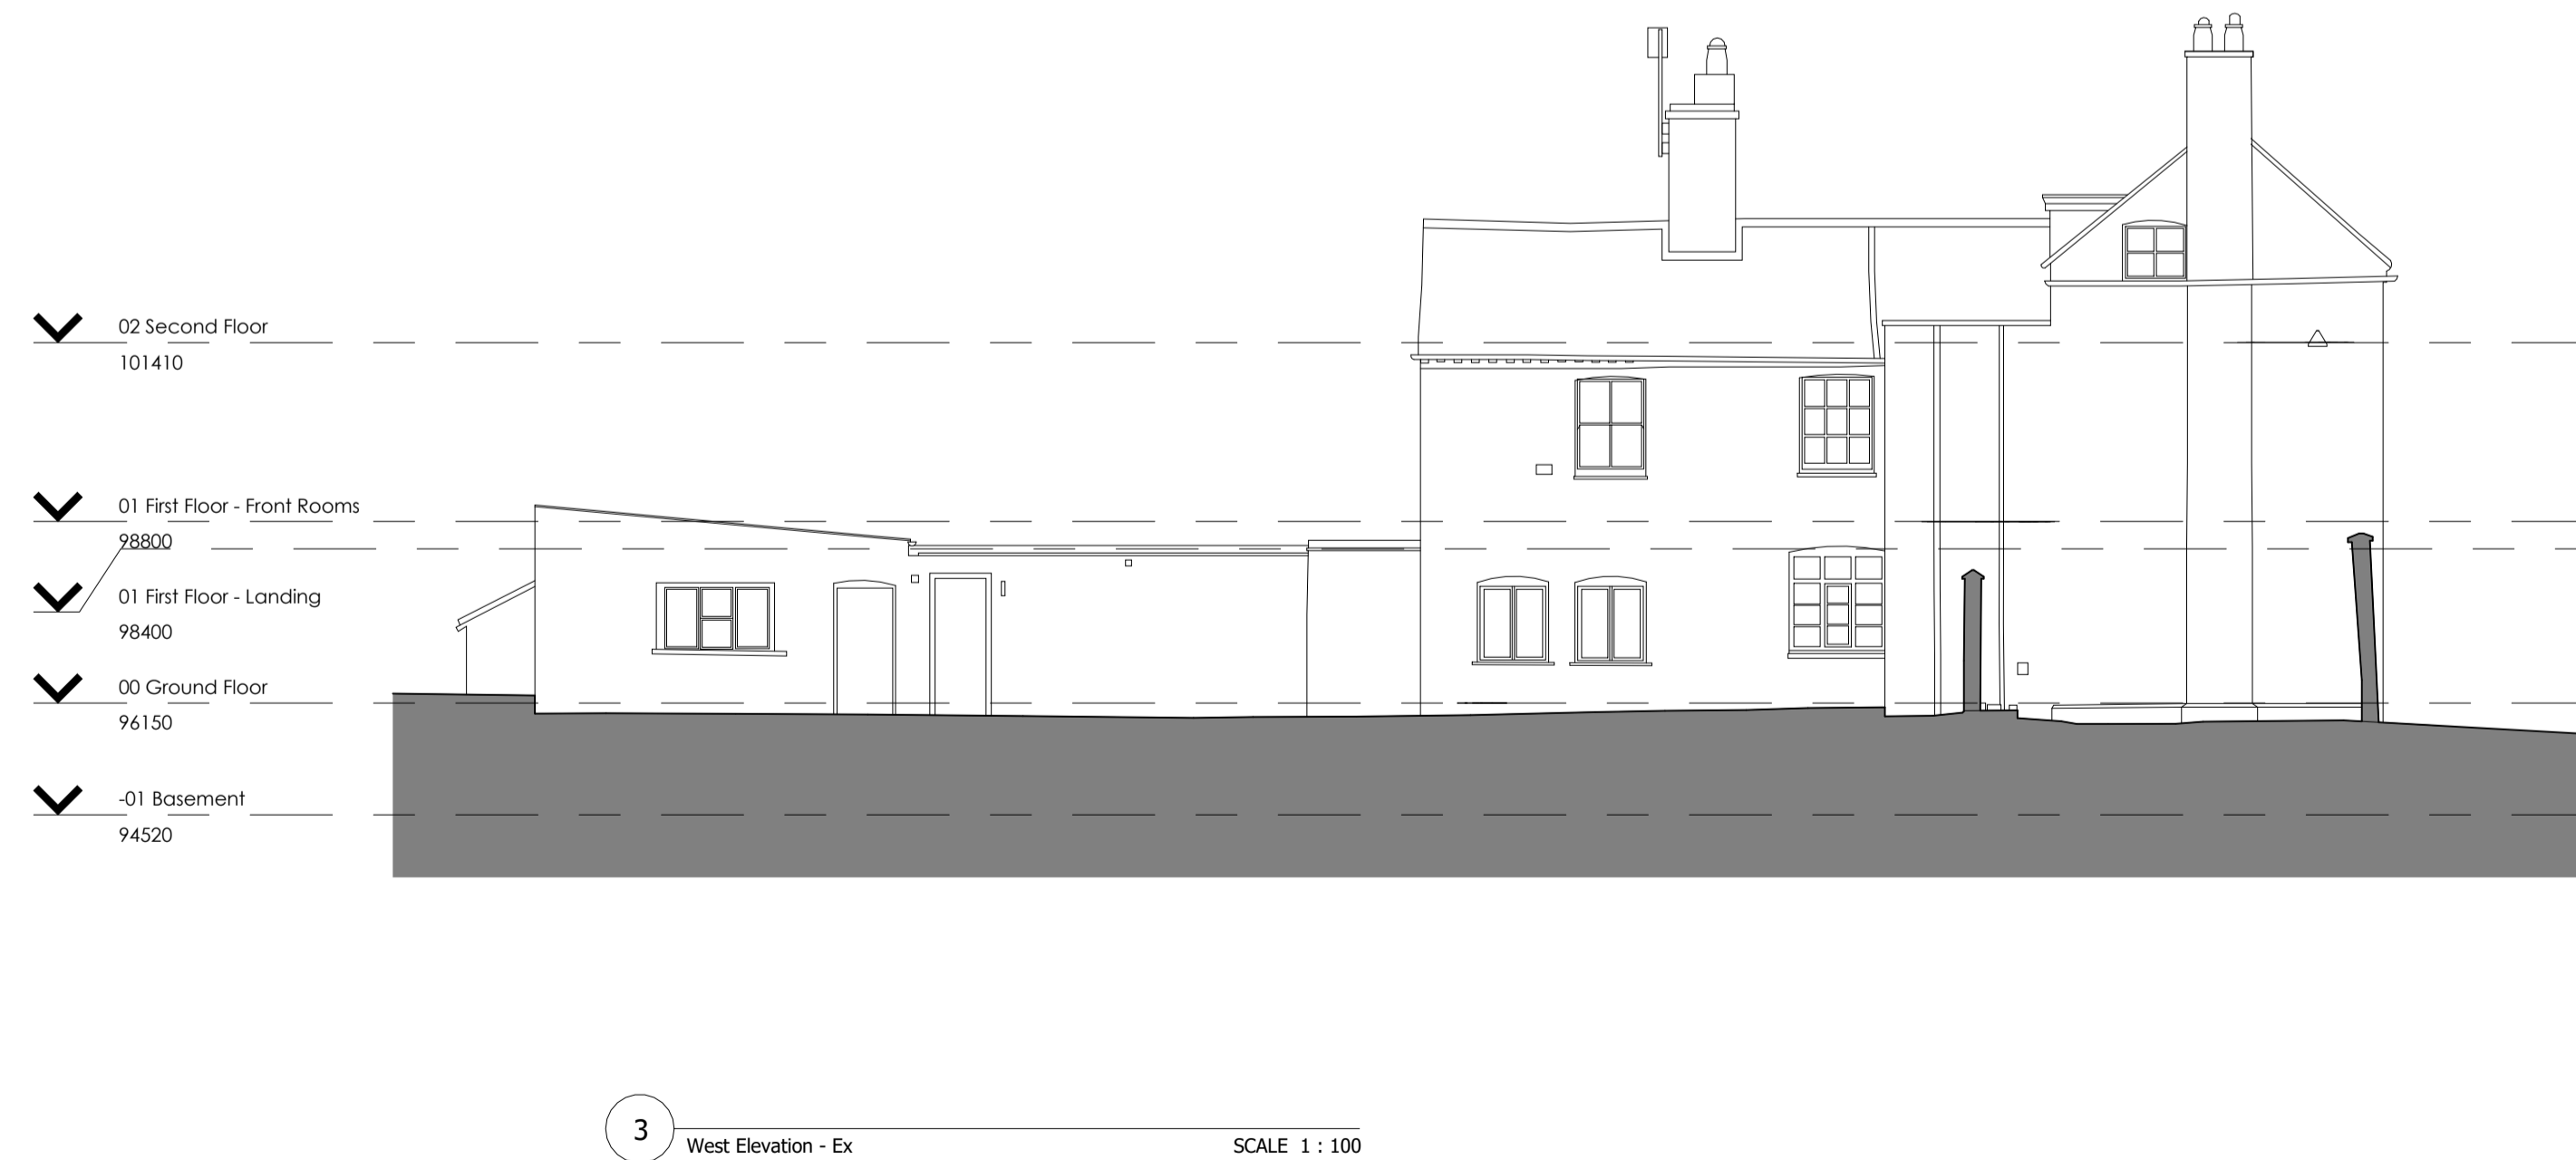 02 Second Floor
101410
01 First Floor - Front Rooms
98800
01 First Floor - Landing
98400
00 Ground Floor
96150
-01 Basement
94520
3
West Elevation - Ex
SCALE 1 : 100